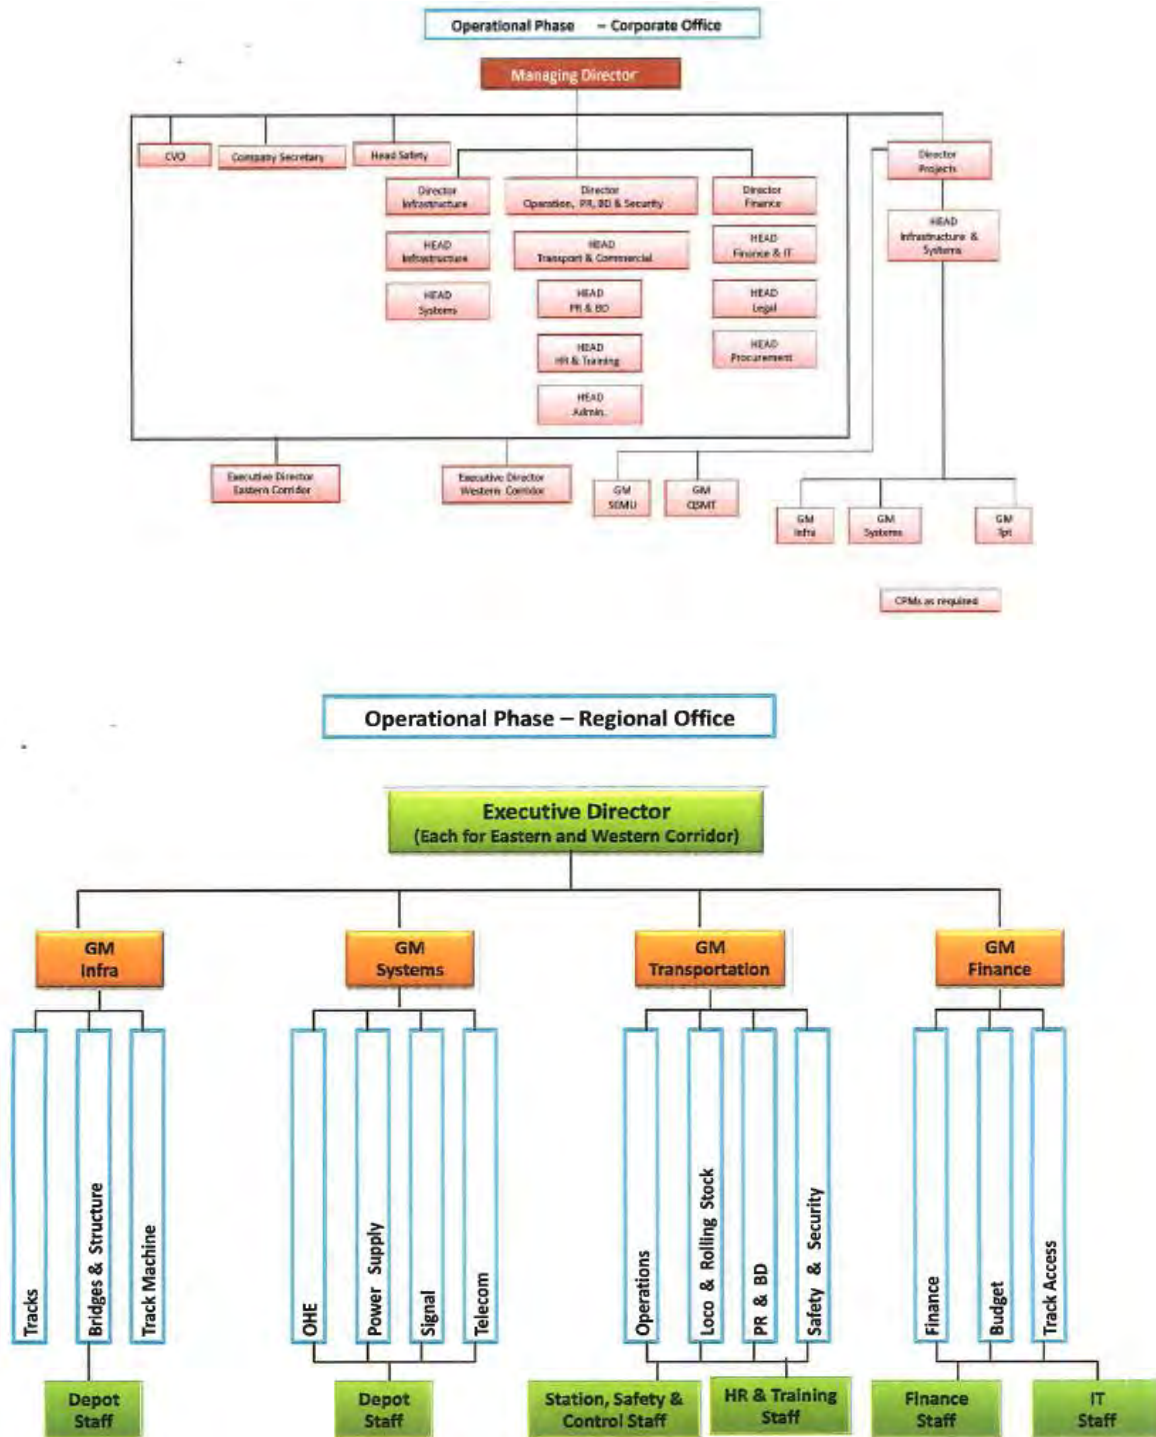 Operational Phase – Corporate Office
Managing Director
CVO
Company Secretary
Head Safety
Director
Projects
Director
Infrastructure
Director
Operation, PR, BD & Security
Director
Finance
HEAD
Infrastructure &
Systems
HEAD
Infrastructure
HEAD
Transport & Commercial
HEAD
Finance & IT
HEAD
Systems
HEAD
PR & BD
HEAD
Legal
HEAD
HR & Training
HEAD
Procurement
HEAD
Admin.
Executive Director
Eastern Corridor
Executive Director
Western Corridor
GM
SEMU
GM
QSMT
GM
Infra
GM
Systems
GM
Tpt
CPMs as required
Operational Phase – Regional Office
Executive Director
(Each for Eastern and Western Corridor)
GM
Infra
GM
Systems
GM
Transportation
GM
Finance
Tracks
Bridges & Structure
Track Machine
OHE
Power Supply
Signal
Telecom
Operations
Loco & Rolling Stock
PR & BD
Safety & Security
Finance
Budget
Track Access
Depot
Staff
Depot
Staff
Station, Safety &
Control Staff
HR & Training
Staff
Finance
Staff
IT
Staff